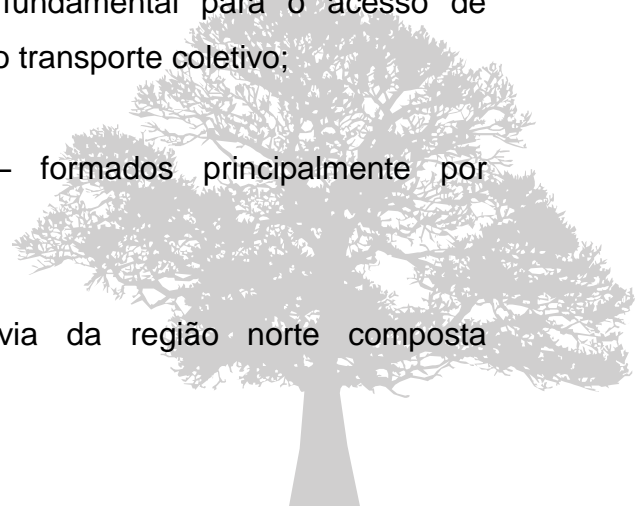 fundamental para o acesso de
o transporte coletivo;
– formados principalmente por
via da região norte composta